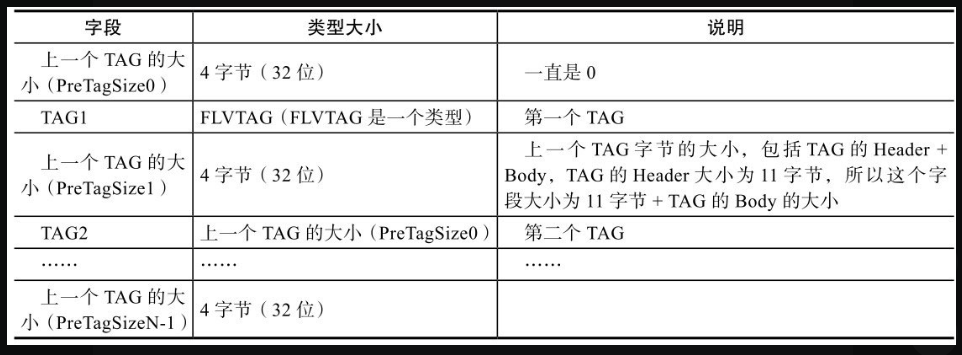 字段 类型大小 说明
上一个 TAG 的大
小（PreTagSize0） 4 字节（32 位） 一直是 0
TAG1 FLVTAG（FLVTAG 是一个类型） 第一个 TAG
上一个 TAG 的大
小（PreTagSize1） 4 字节（32 位） 上一个 TAG 字节的大小，包括 TAG 的 Header +
Body，TAG 的 Header 大小为 11 字节，所以这个字
段大小为 11 字节 + TAG 的 Body 的大小
TAG2 上一个 TAG 的大小（PreTagSize0） 第二个 TAG
…… …… ……
上一个 TAG 的大
小（PreTagSizeN-1） 4 字节（32 位）